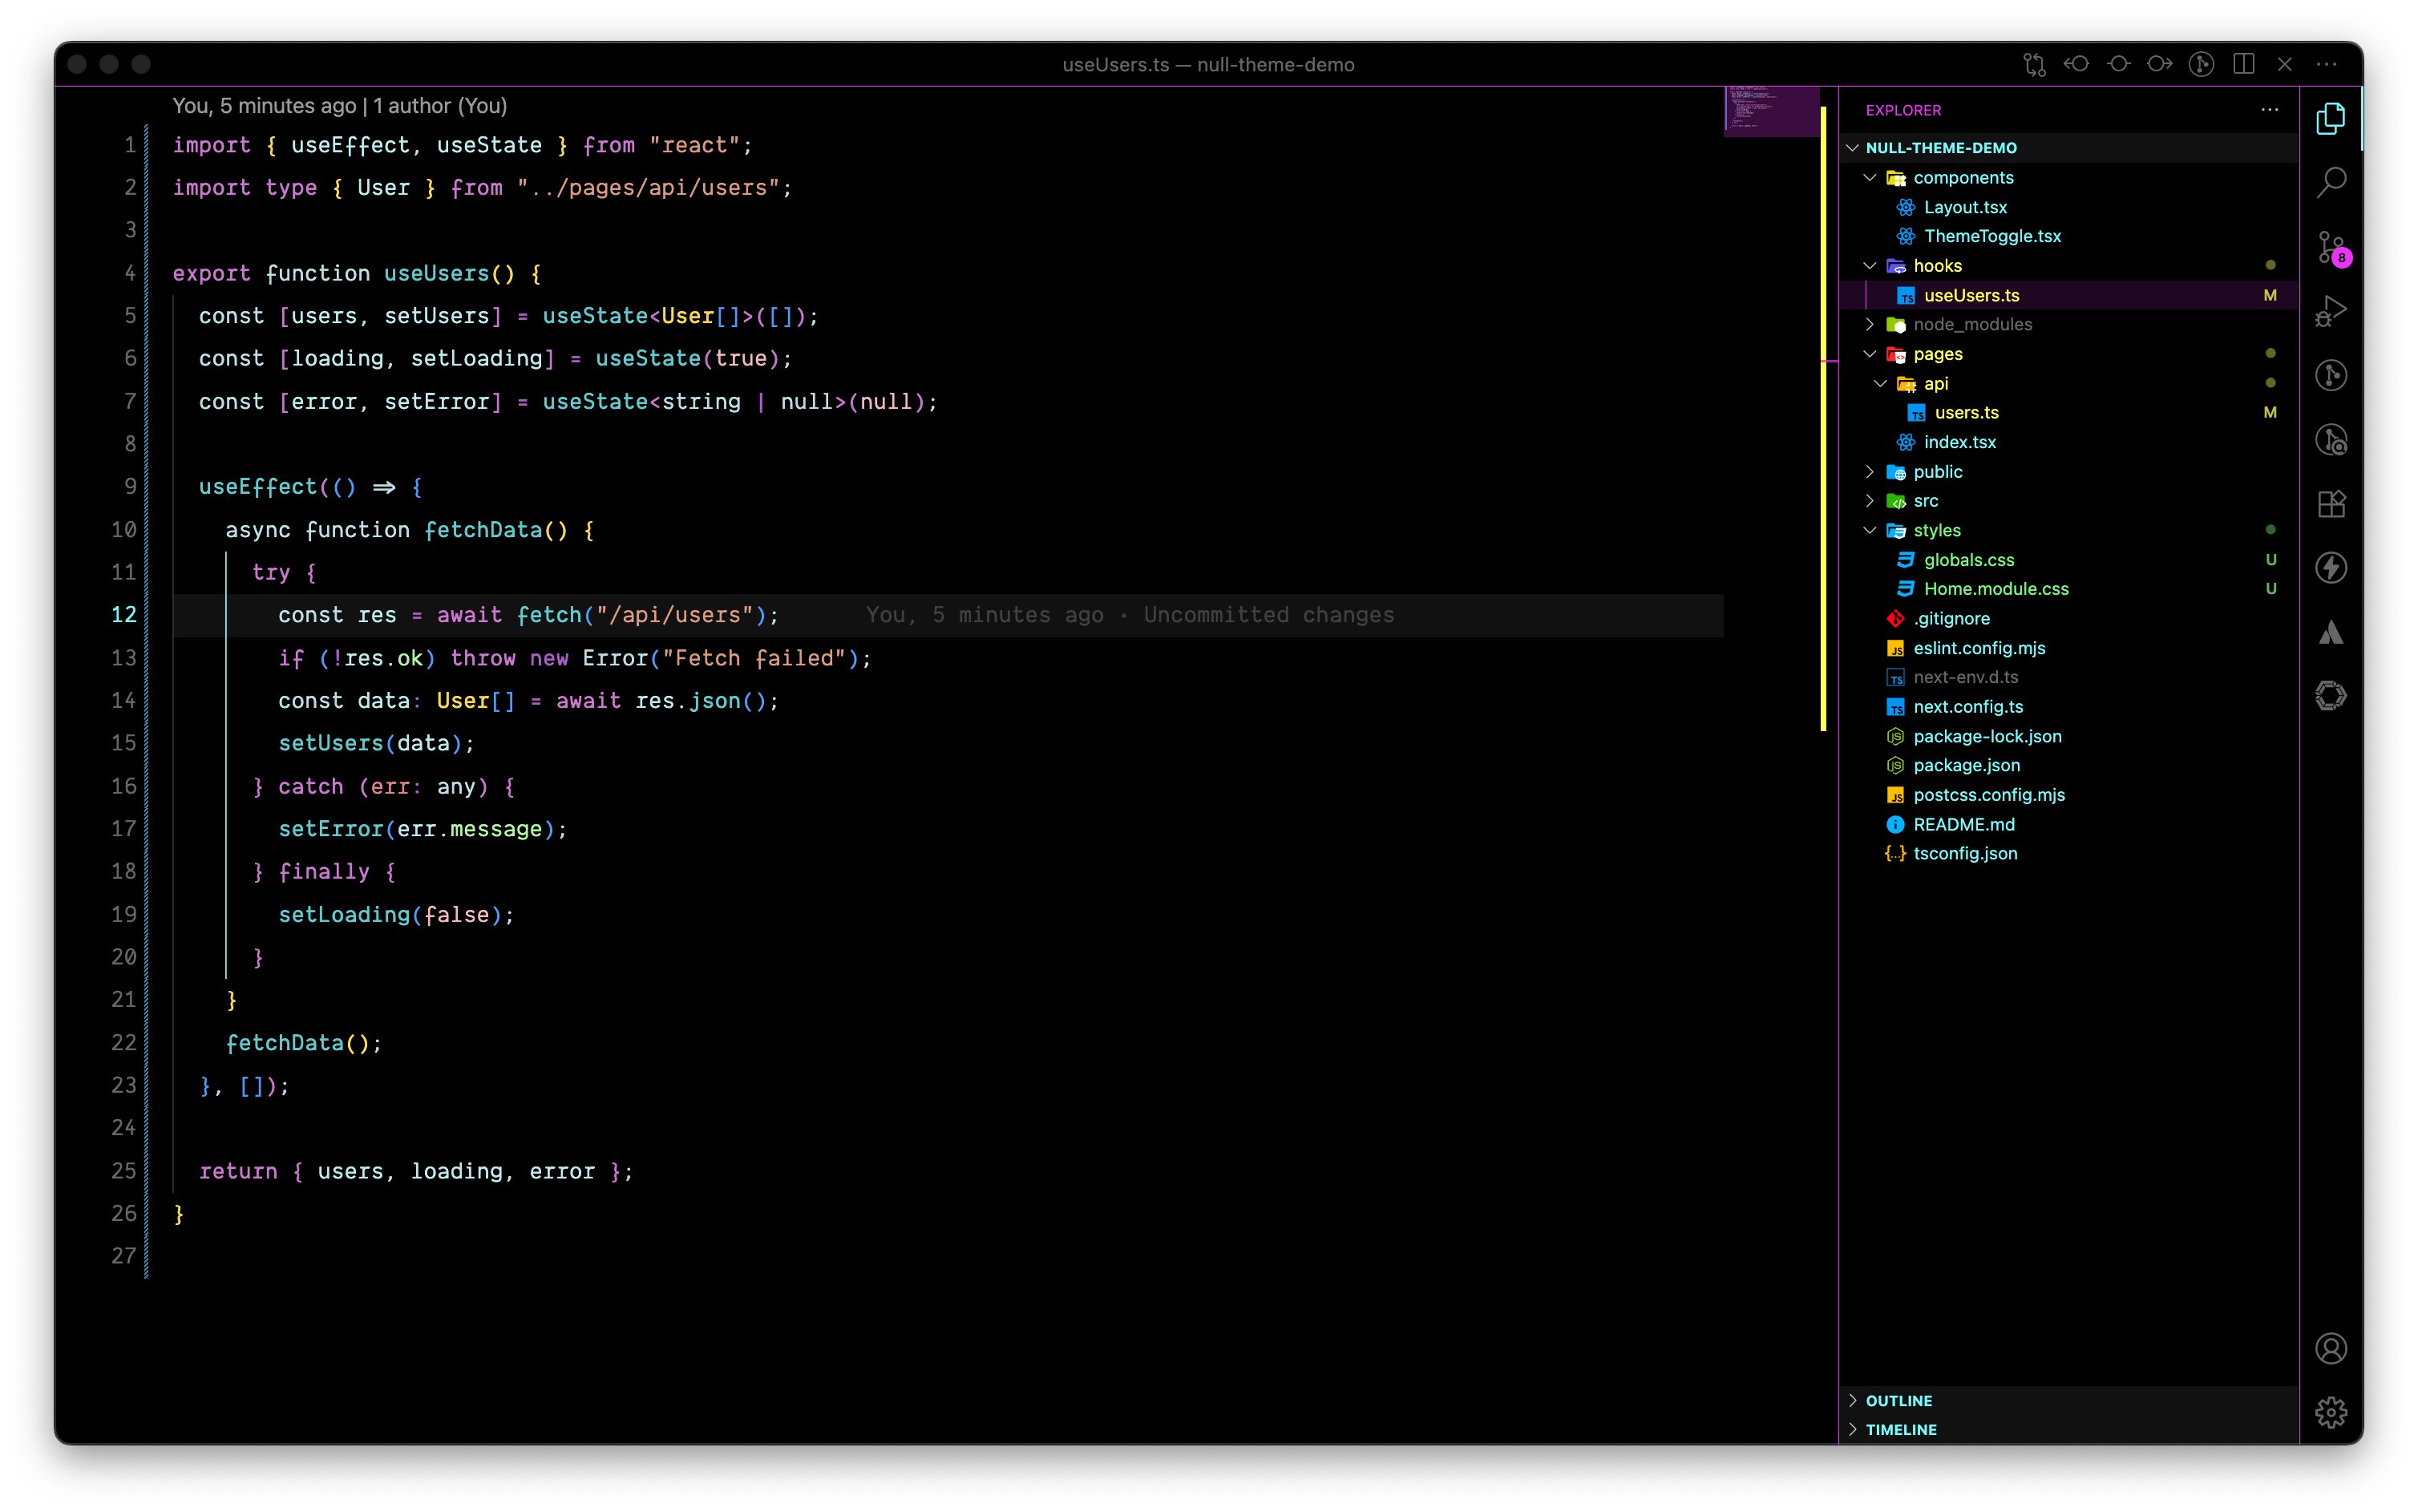 useUsers.ts — null-theme-demo
You, 5 minutes ago | 1 author (You)
1 import { useEffect, useState } from "react";
2 import type { User } from "../pages/api/users";
3
4 export function useUsers() {
5 const [users, setUsers] = useState<User[]>([]);
6 const [loading, setLoading] = useState(true);
7 const [error, setError] = useState<string | null>(null);
8
9 useEffect(() => {
10 async function fetchData() {
11 try {
12 const res = await fetch("/api/users"); You, 5 minutes ago · Uncommitted changes
13 if (!res.ok) throw new Error("Fetch failed");
14 const data: User[] = await res.json();
15 setUsers(data);
16 } catch (err: any) {
17 setError(err.message);
18 } finally {
19 setLoading(false);
20 }
21 }
22 fetchData();
23 }, []);
24
25 return { users, loading, error };
26 }
27
EXPLORER
NULL-THEME-DEMO
components
Layout.tsx
ThemeToggle.tsx
hooks
TS useUsers.ts M
node_modules
pages
api
TS users.ts M
index.tsx
public
src
styles
globals.css U
Home.module.css U
.gitignore
JS eslint.config.mjs
TS next-env.d.ts
TS next.config.ts
JS package-lock.json
JS package.json
JS postcss.config.mjs
README.md
{...} tsconfig.json
OUTLINE
TIMELINE
8